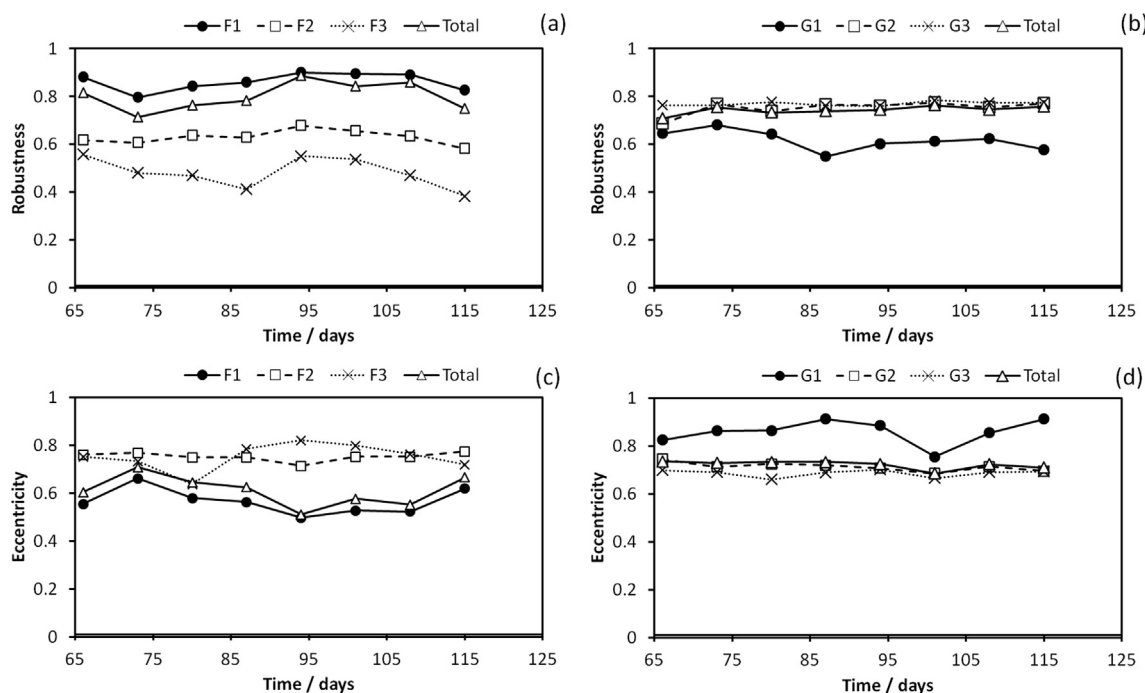 F1 F2 F3 Total (a)
1
0.8
0.6
0.4
0.2
0
Robustness
65 75 85 95 105 115 125
Time / days
G1 G2 G3 Total (b)
1
0.8
0.6
0.4
0.2
0
Robustness
65 75 85 95 105 115 125
Time / days
F1 F2 F3 Total (c)
1
0.8
0.6
0.4
0.2
0
Eccentricity
65 75 85 95 105 115 125
Time / days
G1 G2 G3 Total (d)
1
0.8
0.6
0.4
0.2
0
Eccentricity
65 75 85 95 105 115 125
Time / days